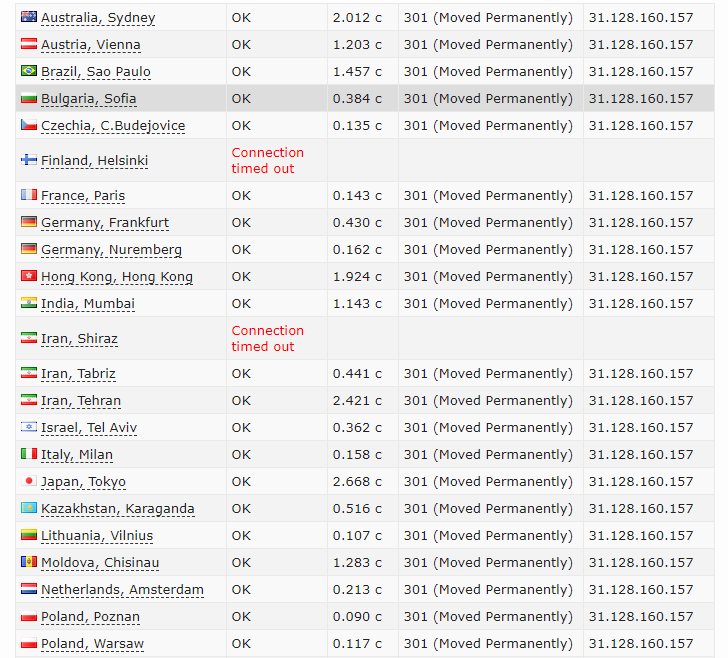 Australia, Sydney OK 2.012 с 301 (Moved Permanently) 31.128.160.157
Austria, Vienna OK 1.203 с 301 (Moved Permanently) 31.128.160.157
Brazil, Sao Paulo OK 1.457 с 301 (Moved Permanently) 31.128.160.157
Bulgaria, Sofia OK 0.384 с 301 (Moved Permanently) 31.128.160.157
Czechia, C.Budejovice OK 0.135 с 301 (Moved Permanently) 31.128.160.157
Finland, Helsinki Connection
timed out
France, Paris OK 0.143 с 301 (Moved Permanently) 31.128.160.157
Germany, Frankfurt OK 0.430 с 301 (Moved Permanently) 31.128.160.157
Germany, Nuremberg OK 0.162 с 301 (Moved Permanently) 31.128.160.157
Hong Kong, Hong Kong OK 1.924 с 301 (Moved Permanently) 31.128.160.157
India, Mumbai OK 1.143 с 301 (Moved Permanently) 31.128.160.157
Iran, Shiraz Connection
timed out
Iran, Tabriz OK 0.441 с 301 (Moved Permanently) 31.128.160.157
Iran, Tehran OK 2.421 с 301 (Moved Permanently) 31.128.160.157
Israel, Tel Aviv OK 0.362 с 301 (Moved Permanently) 31.128.160.157
Italy, Milan OK 0.158 с 301 (Moved Permanently) 31.128.160.157
Japan, Tokyo OK 2.668 с 301 (Moved Permanently) 31.128.160.157
Kazakhstan, Karaganda OK 0.516 с 301 (Moved Permanently) 31.128.160.157
Lithuania, Vilnius OK 0.107 с 301 (Moved Permanently) 31.128.160.157
Moldova, Chisinau OK 1.283 с 301 (Moved Permanently) 31.128.160.157
Netherlands, Amsterdam OK 0.213 с 301 (Moved Permanently) 31.128.160.157
Poland, Poznan OK 0.090 с 301 (Moved Permanently) 31.128.160.157
Poland, Warsaw OK 0.117 с 301 (Moved Permanently) 31.128.160.157